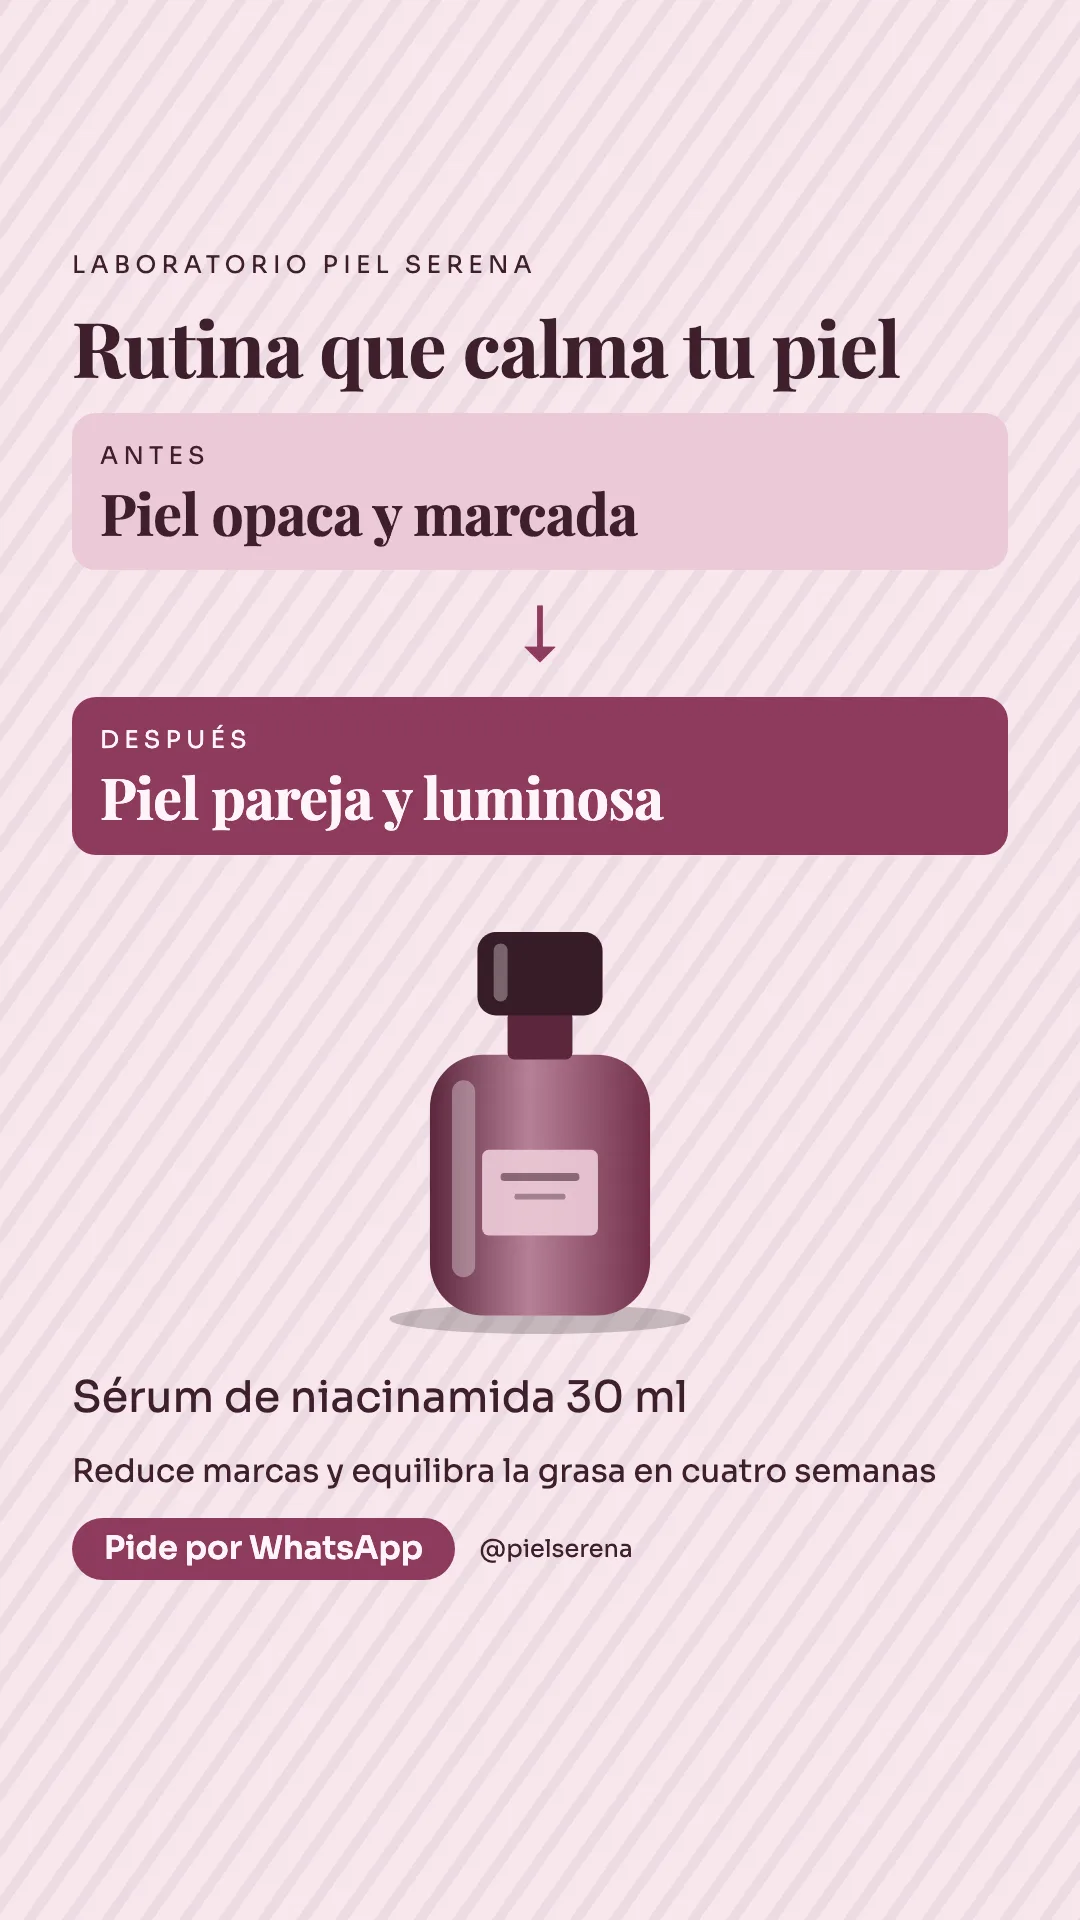 LABORATORIO PIEL SERENA
Rutina que calma tu piel
ANTES
Piel opaca y marcada
DESPUÉS
Piel pareja y luminosa
Sérum de niacinamida 30 ml
Reduce marcas y equilibra la grasa en cuatro semanas
Pide por WhatsApp
@pielserena